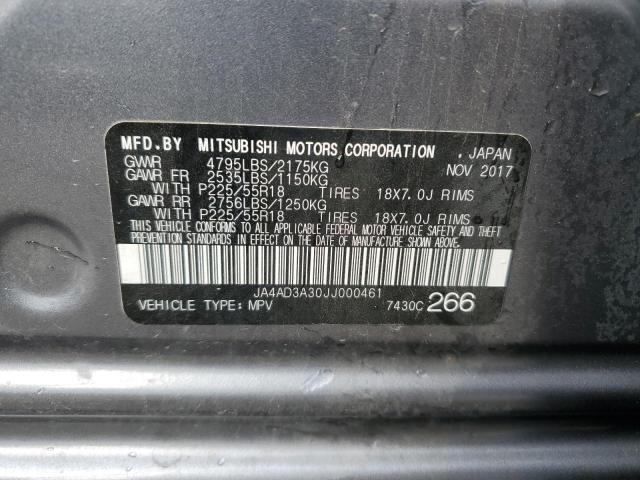 MFD.BY MITSUBISHI MOTORS CORPORATION . JAPAN
GVWR 4795LBS/2175KG NOV 2017
GAWR FR 2535LBS/1150KG
WITH P225/55R18 TIRES 18X7.0J RIMS
GAWR RR 2756LBS/1250KG
WITH P225/55R18 TIRES 18X7.0J RIMS
THIS VEHICLE CONFORMS TO ALL APPLICABLE FEDERAL MOTOR VEHICLE SAFETY AND THEFT
PREVENTION STANDARDS IN EFFECT ON THE DATE OF MANUFACTURE SHOWN ABOVE.
JA4AD3A30JJ000461
VEHICLE TYPE: MPV 7430C 266